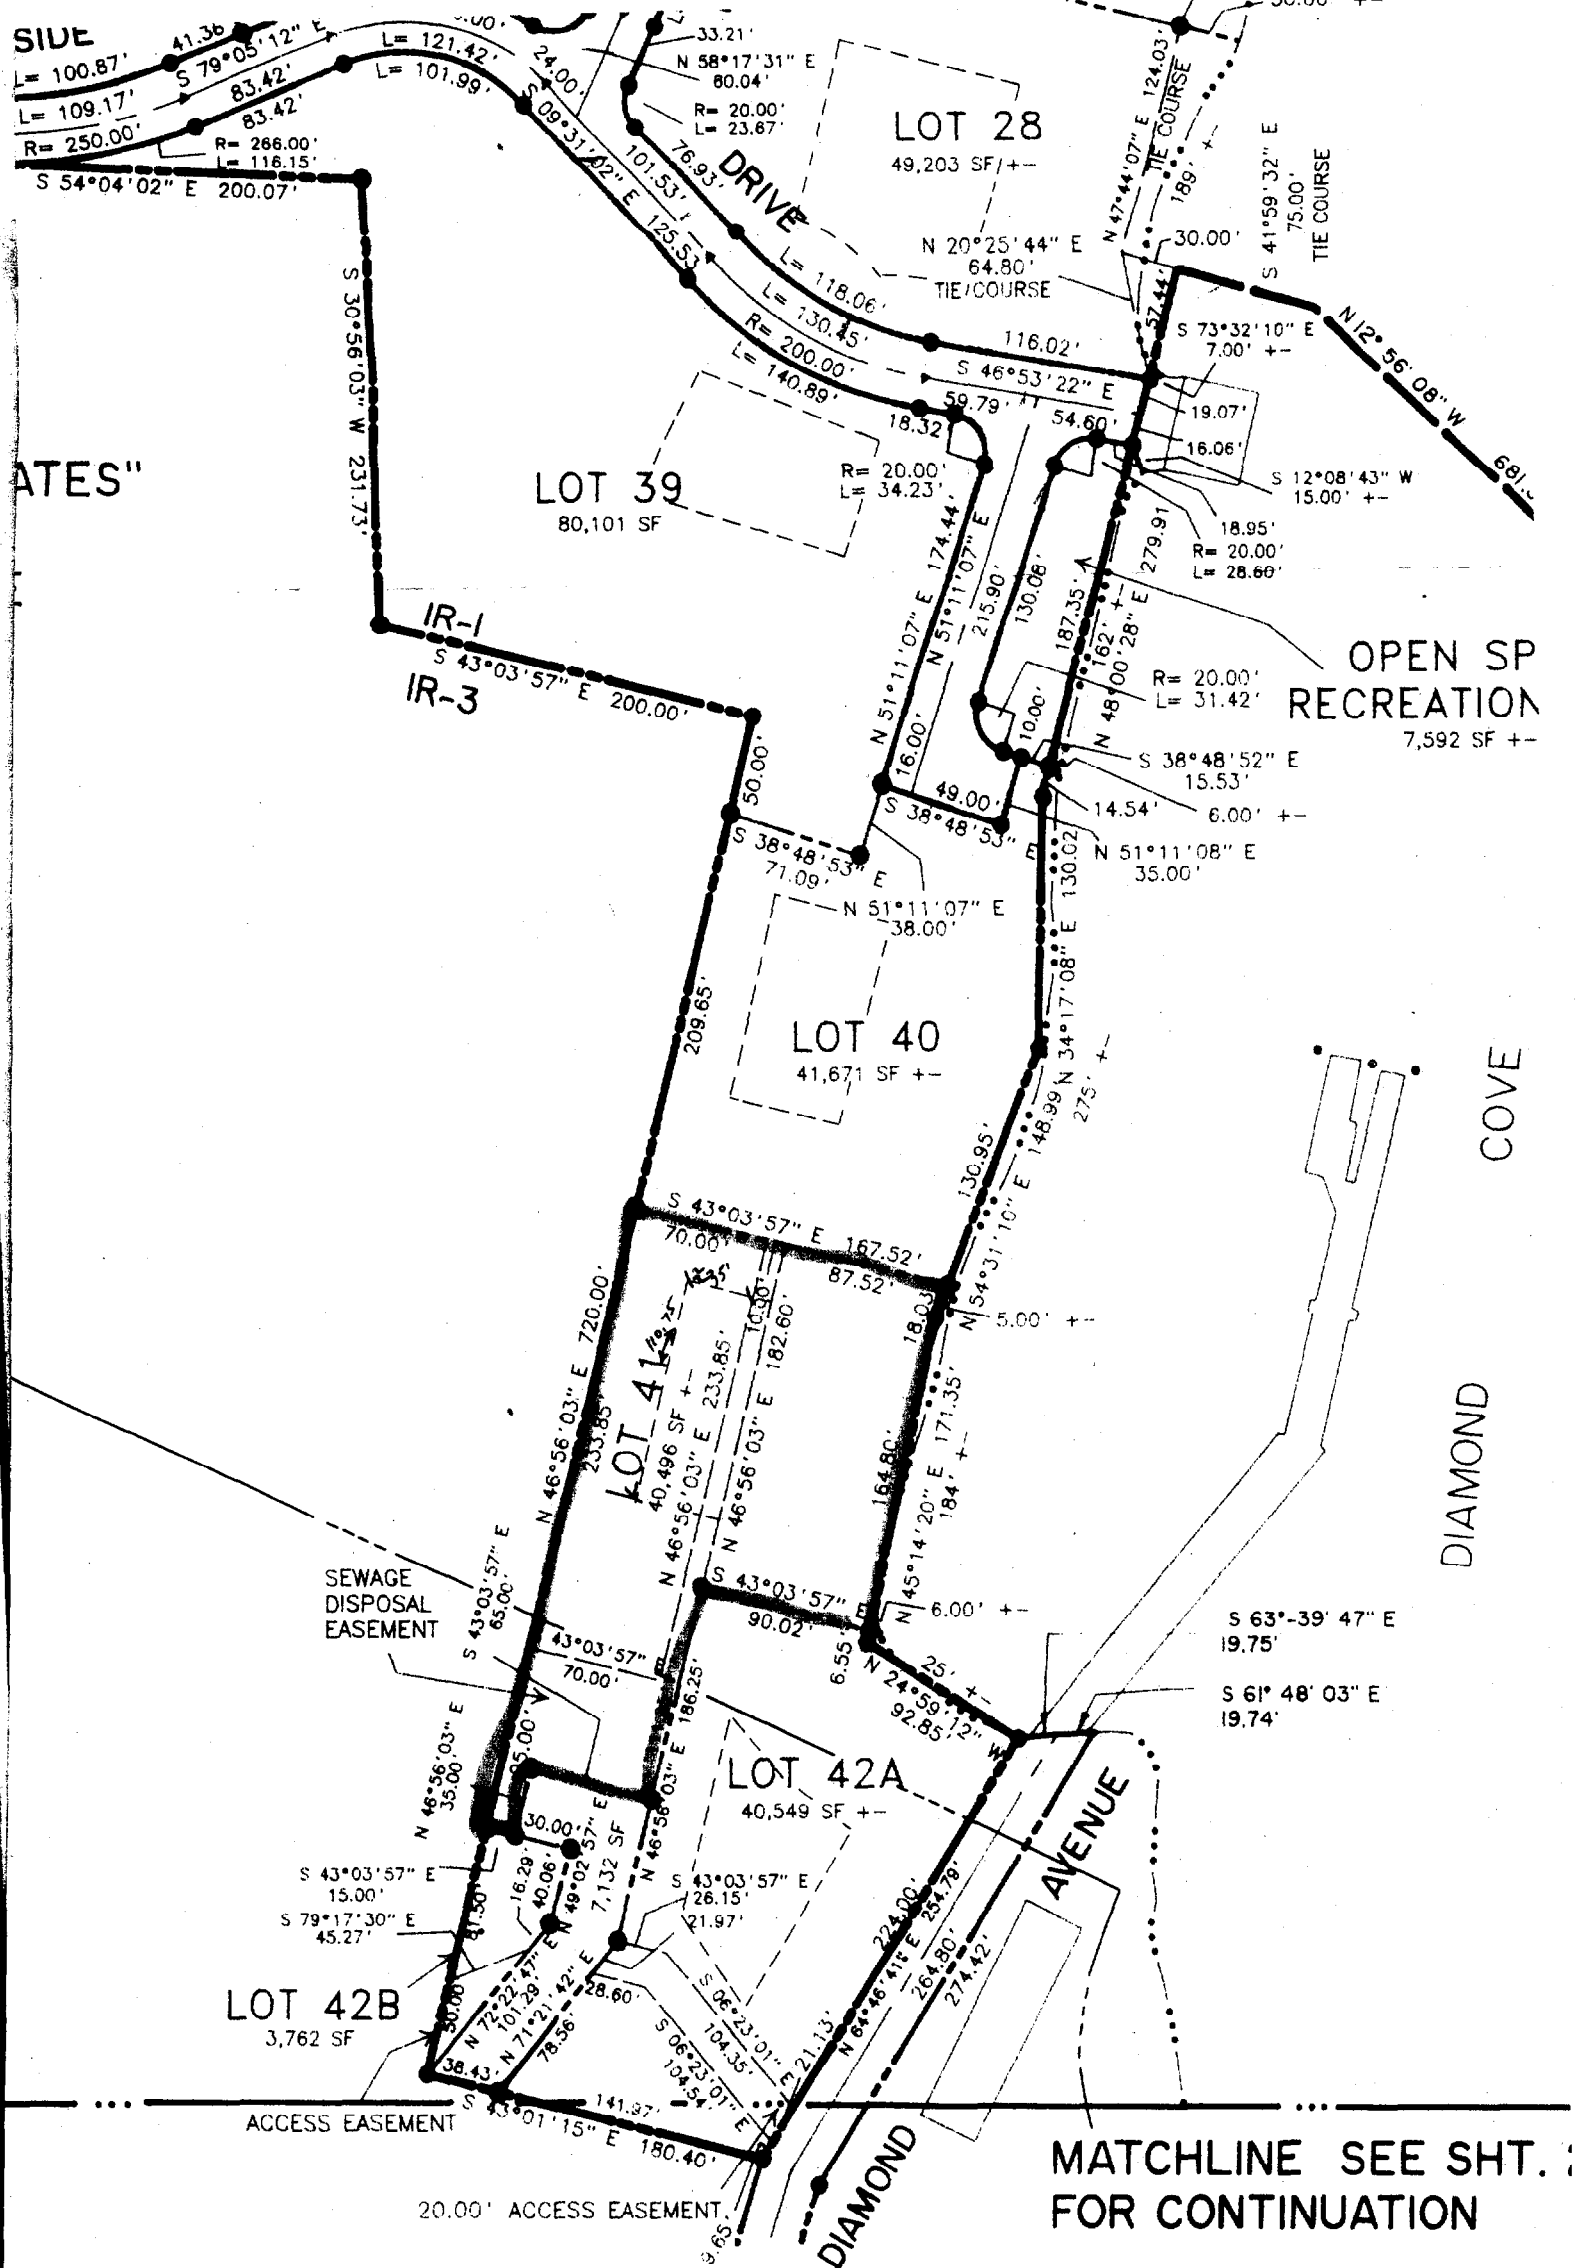 SIDE
L= 100.87'
41.36
S 79°05'12" E
L= 109.17'
83.42'
R= 250.00'
83.42'
R= 266.00'
L= 116.15'
S 54°04'02" E 200.07'
L= 121.42'
L= 101.99'
24.00'
33.21'
N 58°17'31" E
60.04'
R= 20.00'
L= 23.67'
S 09°31'02" E 125.53
101.53'
76.93'
DRIVE
LOT 28
49,203 SF/+-
N 47°44'07" E 124.03'
TIE COURSE
189' +-
S 41°59'32" E
75.00'
TIE COURSE
30.00'
N 20°25'44" E
64.80'
TIE/COURSE
57.44'
S 73°32'10" E
7.00' +-
N 12° 56' 08" W
L= 118.06'
L= 130.45'
R= 200.00'
L= 140.89'
116.02'
S 46°53'22" E
59.79'
54.60'
18.32'
19.07'
16.06'
S 12°08'43" W
15.00' +-
18.95'
R= 20.00'
L= 28.60'
R= 20.00'
L= 34.23'
S 30°56'03" W 231.73'
ATES"
LOT 39
80,101 SF
N 51°11'07" E 174.44'
N 51°11'07" E
215.90'
130.08'
187.35'
162' +-
N 48°00'28" E 279.91
IR-1
S 43°03'57" E 200.00'
IR-3
OPEN SP
RECREATION
7,592 SF +-
R= 20.00'
L= 31.42'
10.00'
16.00'
S 38°48'52" E
15.53'
14.54'
6.00' +-
49.00'
S 38°48'53" E
N 51°11'08" E
35.00'
50.00'
S 38°48'53" E
71.09'
N 51°11'07" E
38.00'
209.65'
130.02
N 34°17'08" E
LOT 40
41,671 SF +-
275' +-
148.99
130.95'
N 54°31'10" E
COVE
DIAMOND
S 43°03'57" E 167.52'
70.00'
87.52'
10.00'
18.03'
5.00' +-
N 46°56'03" E 720.00'
233.85'
LOT 41
40,496 SF +-
N 46°56'03" E 233.85'
N 46°56'03" E 182.60'
164.80'
N 45°14'20" E 171.35'
184' +-
SEWAGE
DISPOSAL
EASEMENT
S 43°03'57" E
65.00'
43°03'57" E
70.00'
S 43°03'57" E
90.02'
6.00' +-
6.55'
25' +-
N 24°59'12" W
92.85'
S 63°-39' 47" E
19.75'
S 61° 48' 03" E
19.74'
N 46°56'03" E
35.00'
N 46°56'03" E 186.25'
LOT 42A
40,549 SF +-
30.00'
S 43°03'57" E
15.00'
16.29'
40.06'
N 49°02'57" E
7,132 SF
S 43°03'57" E
26.15'
21.97'
S 79°17'30" E
45.27'
81.50'
LOT 42B
3,762 SF
50.00'
N 72°22'47" E
101.29'
N 71°21'42" E
78.56'
28.60'
S 06°23'01" E
104.35'
S 06°23'01" E
104.54'
224.00'
N 64°46'41" E 254.79'
264.80'
274.42'
21.13'
AVENUE
38.43'
141.97'
S 43°01'15" E 180.40'
ACCESS EASEMENT
20.00' ACCESS EASEMENT
DIAMOND
MATCHLINE SEE SHT.
FOR CONTINUATION